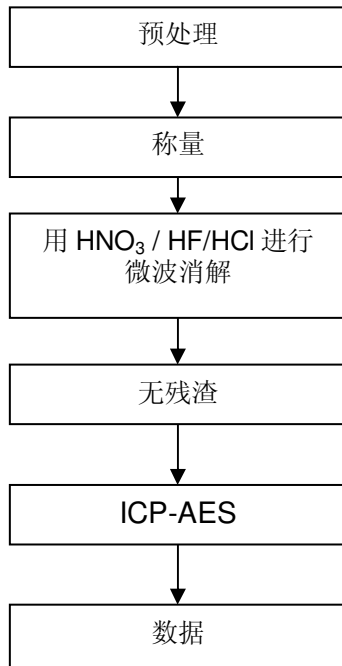 预处理
称量
用 HNO₃ / HF/HCl 进行
微波消解
无残渣
ICP-AES
数据